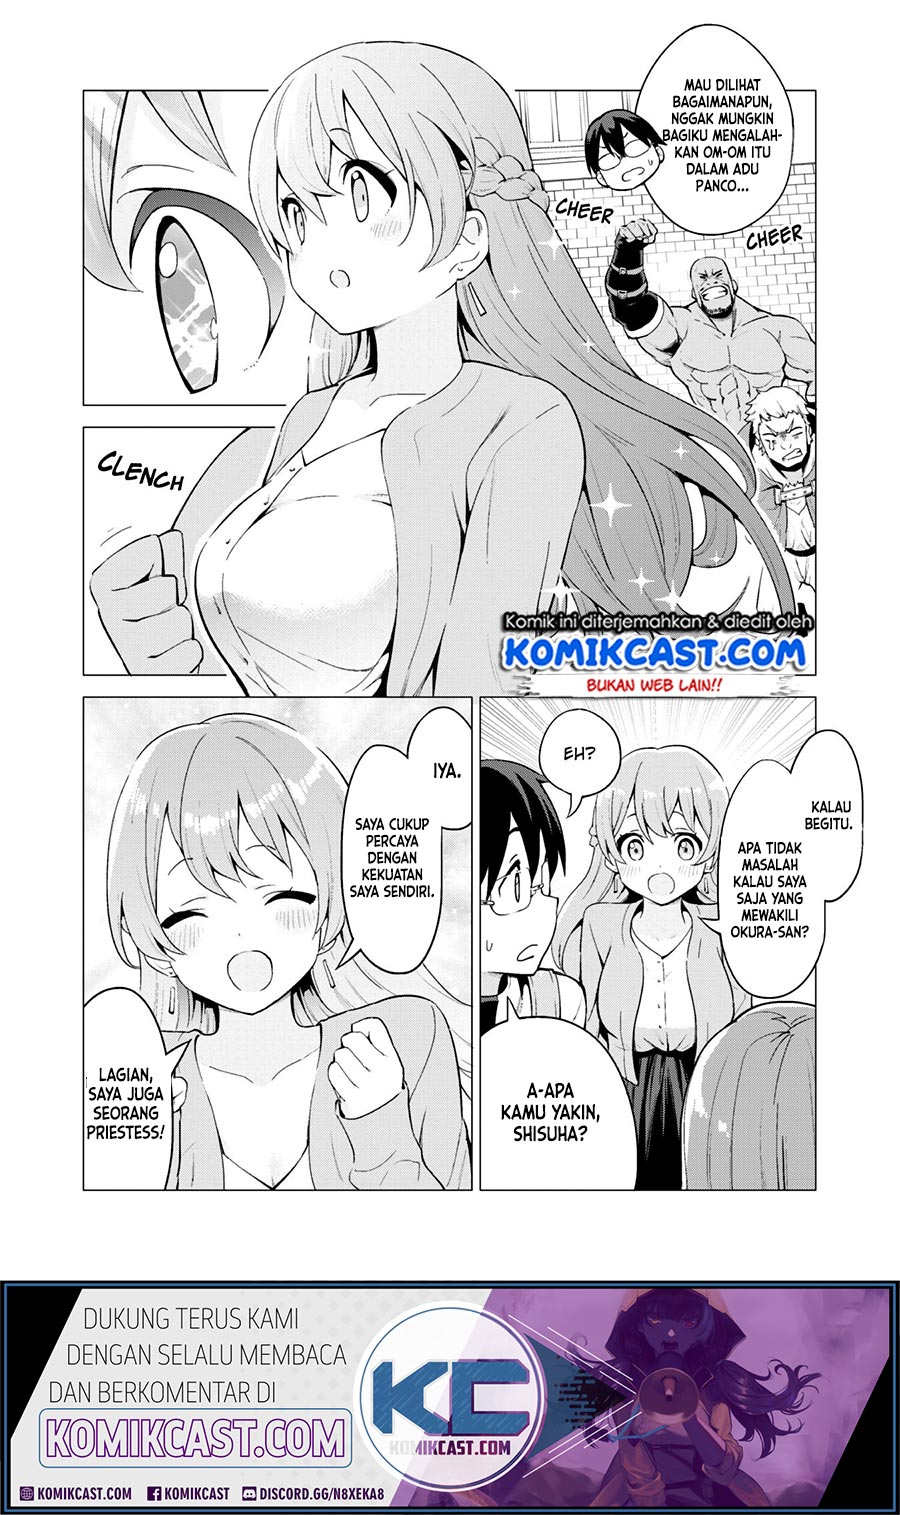 MAU DILIHAT
BAGAIMANAPUN,
NGGAK MUNGKIN
BAGIKU MENGALAH-
KAN OM-OM ITU
DALAM ADU
PANCO...
CHEER
CHEER
CLENCH
Komik ini diterjemahkan & diedit oleh
KOMIKCAST.COM
BUKAN WEB LAIN!!
KALAU
BEGITU.
APA TIDAK
MASALAH
KALAU SAYA
SAJA YANG
MEWAKILI
OKURA-SAN?
EH?
A-APA
KAMU YAKIN,
SHISUHA?
IYA.
SAYA CUKUP
PERCAYA
DENGAN
KEKUATAN
SAYA SENDIRI.
LAGIAN,
SAYA JUGA
SEORANG
PRIESTESS!
DUKUNG TERUS KAMI
DENGAN SELALU MEMBACA
DAN BERKOMENTAR DI
KOMIKCAST.COM
KC
KOMIKCAST.COM
KOMIKCAST.COM KOMIKCAST DISCORD.GG/N8XEKA8